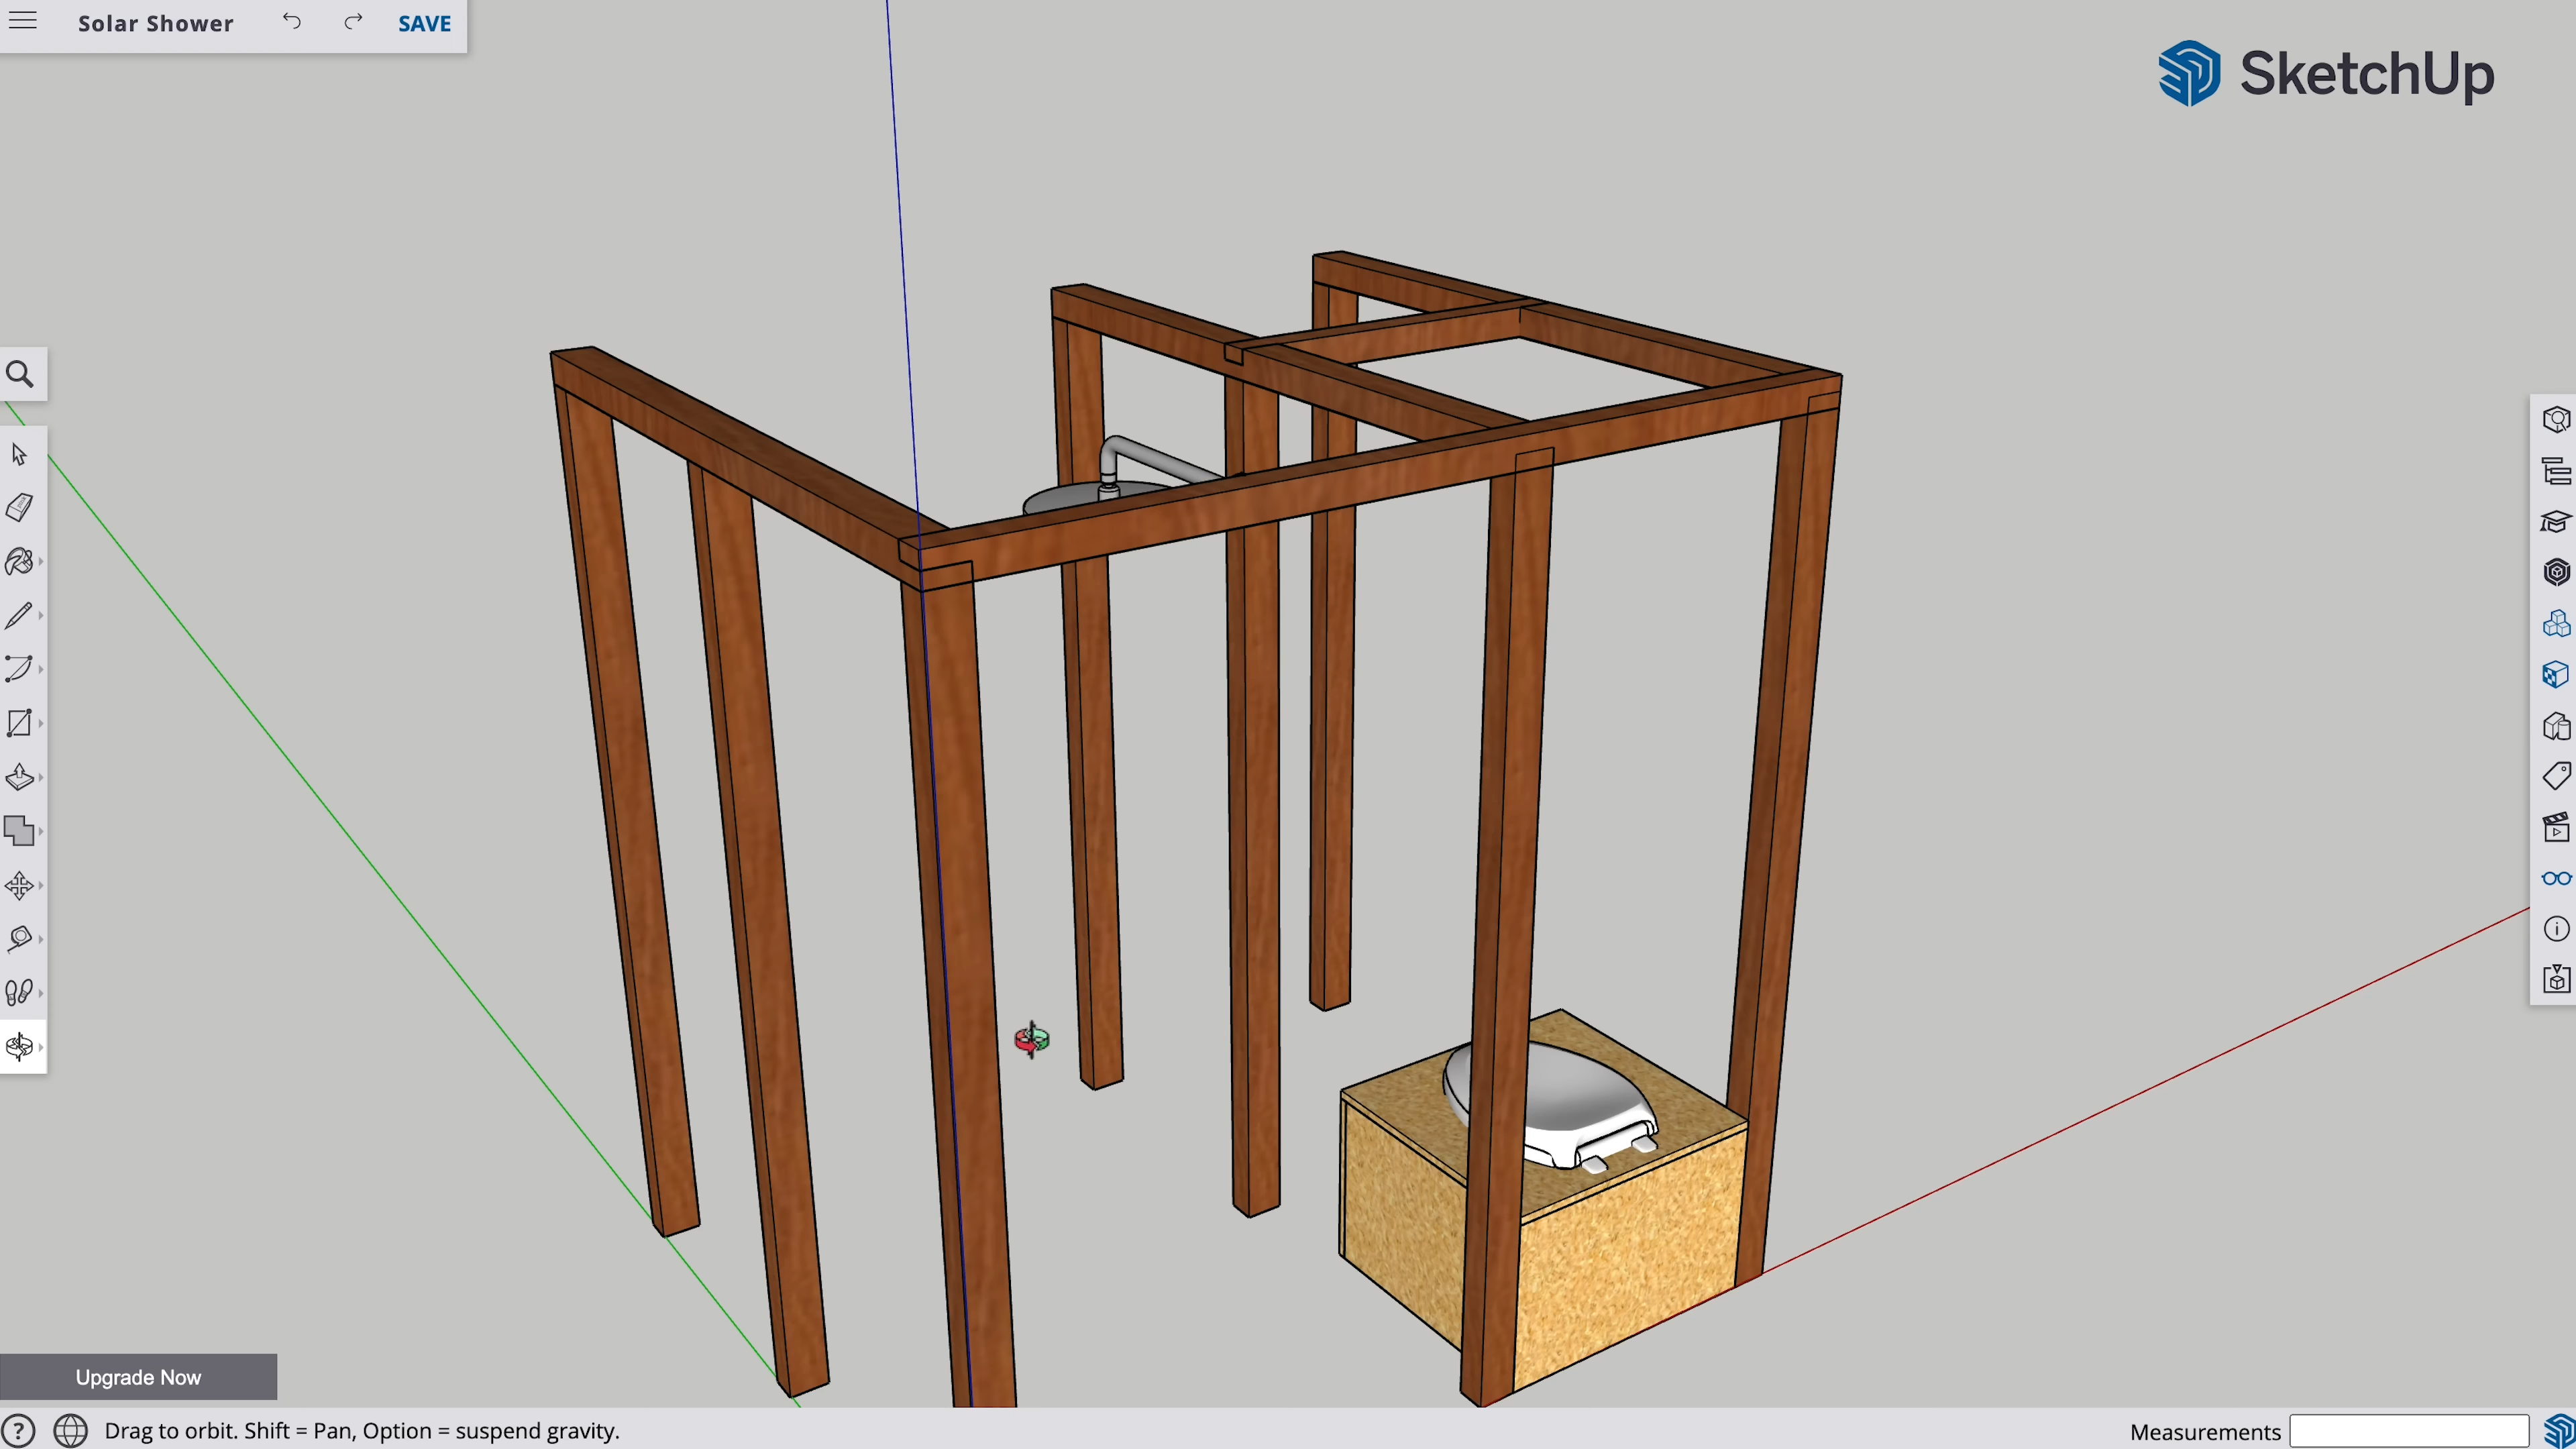 Solar Shower SAVE
SketchUp
Upgrade Now
Drag to orbit. Shift = Pan, Option = suspend gravity.
Measurements